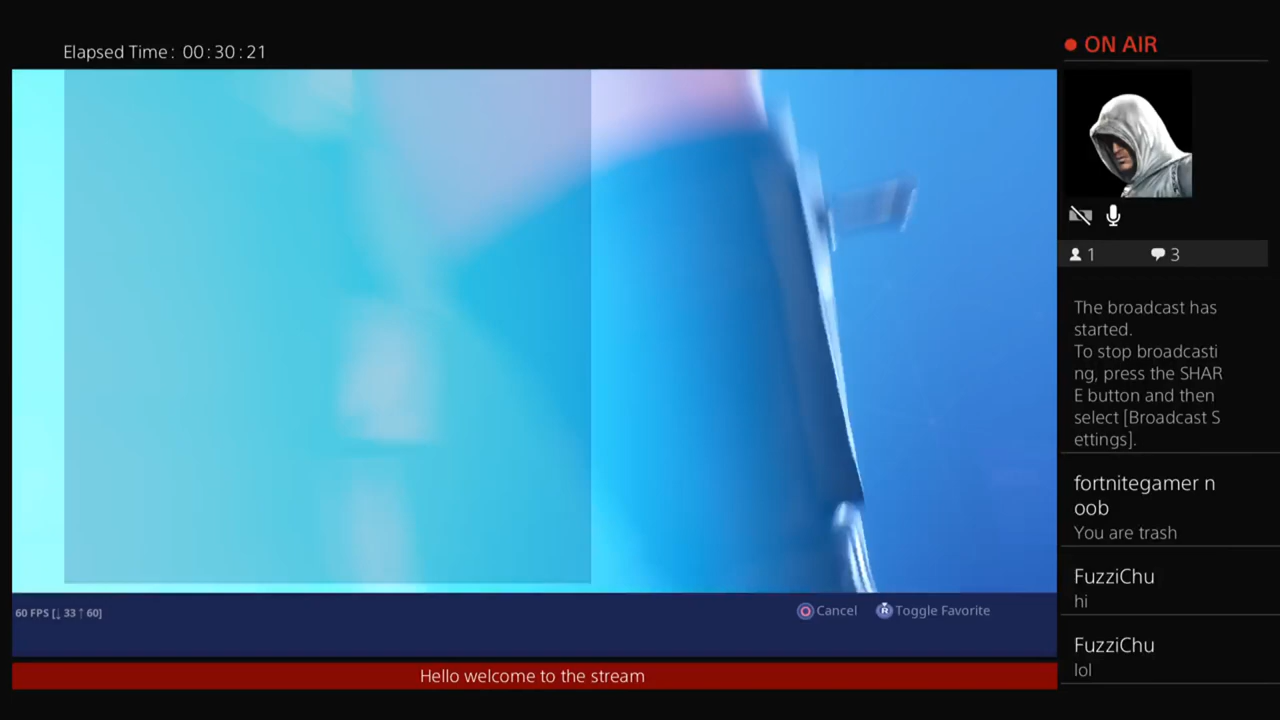 Elapsed Time: 00:30:21
ON AIR
1
3
The broadcast has
started.
To stop broadcasti
ng, press the SHAR
E button and then
select [Broadcast S
ettings].
fortnitegamer n
oob
You are trash
FuzziChu
hi
FuzziChu
lol
60 FPS [↓ 33 ↑ 60]
Cancel
R Toggle Favorite
Hello welcome to the stream